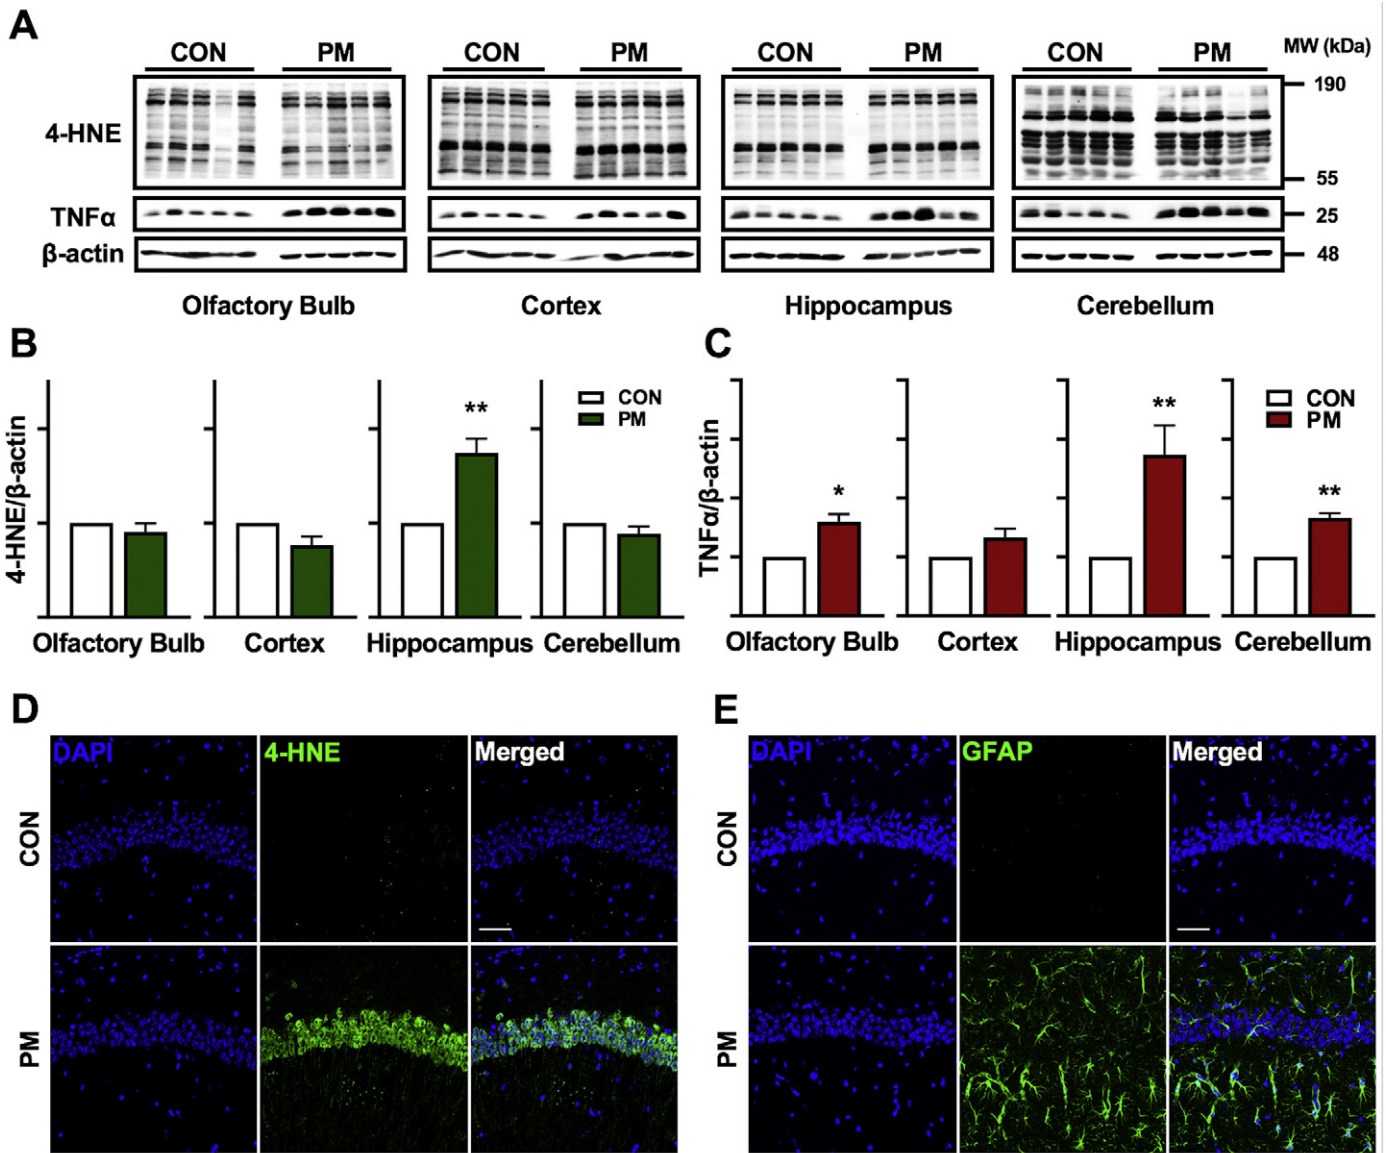 A
CON PM CON PM CON PM CON PM MW (kDa)
4-HNE 190
55
TNFα 25
β-actin 48
Olfactory Bulb Cortex Hippocampus Cerebellum
B
4-HNE/β-actin
**
CON
PM
Olfactory Bulb Cortex Hippocampus Cerebellum
C
TNFα/β-actin
* ** **
CON
PM
Olfactory Bulb Cortex Hippocampus Cerebellum
D
DAPI 4-HNE Merged
CON
PM
E
DAPI GFAP Merged
CON
PM